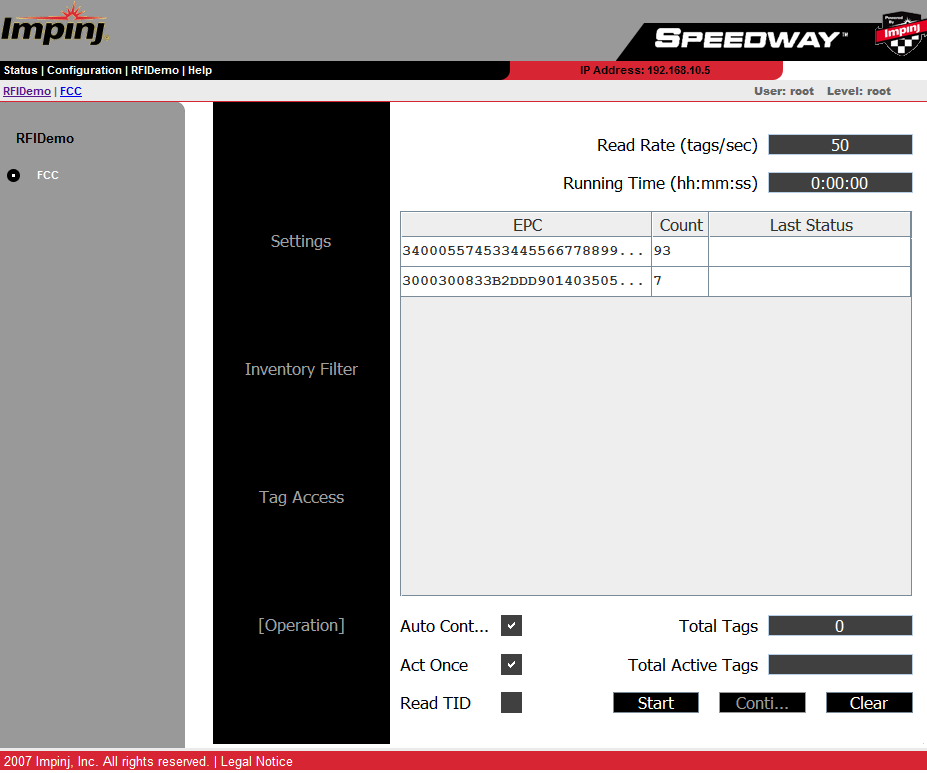 Impinj
SPEEDWAY™
Powered By Impinj
Status | Configuration | RFIDemo | Help
IP Address: 192.168.10.5
RFIDemo | FCC
User: root Level: root
RFIDemo
FCC
Settings
Inventory Filter
Tag Access
[Operation]
Read Rate (tags/sec) 50
Running Time (hh:mm:ss) 0:00:00
EPC Count Last Status
340005574533445566778899... 93
3000300833B2DDD901403505... 7
Auto Cont... Total Tags 0
Act Once Total Active Tags
Read TID Start Conti... Clear
2007 Impinj, Inc. All rights reserved. | Legal Notice